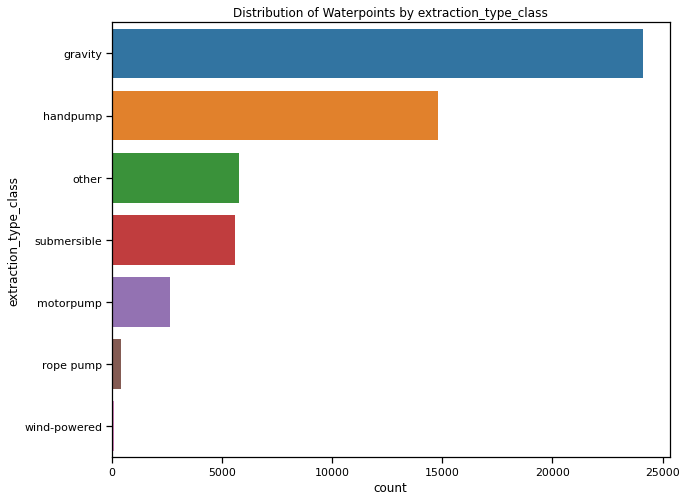 Distribution of Waterpoints by extraction_type_class
extraction_type_class
gravity
handpump
other
submersible
motorpump
rope pump
wind-powered
0 5000 10000 15000 20000 25000
count